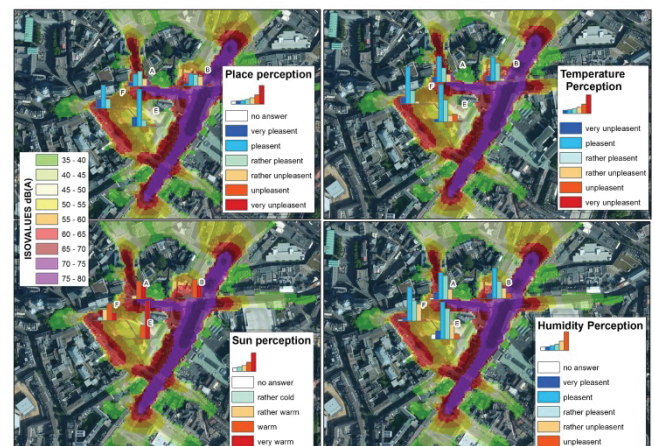 Place perception
no answer
very pleasent
pleasent
rather pleasent
rather unpleasent
unpleasent
very unpleasent
A
B
F
E
Temperature
Perception
very unpleasent
pleasent
rather pleasent
rather unpleasent
unpleasent
very unpleasent
A
B
F
E
ISOVALUES dB(A)
35 - 40
40 - 45
45 - 50
50 - 55
55 - 60
60 - 65
65 - 70
70 - 75
75 - 80
Sun perception
no answer
rather cold
rather warm
warm
very warm
A
B
F
E
Humidity Perception
no answer
very pleasent
pleasent
rather pleasent
rather unpleasent
unpleasent
A
B
F
E